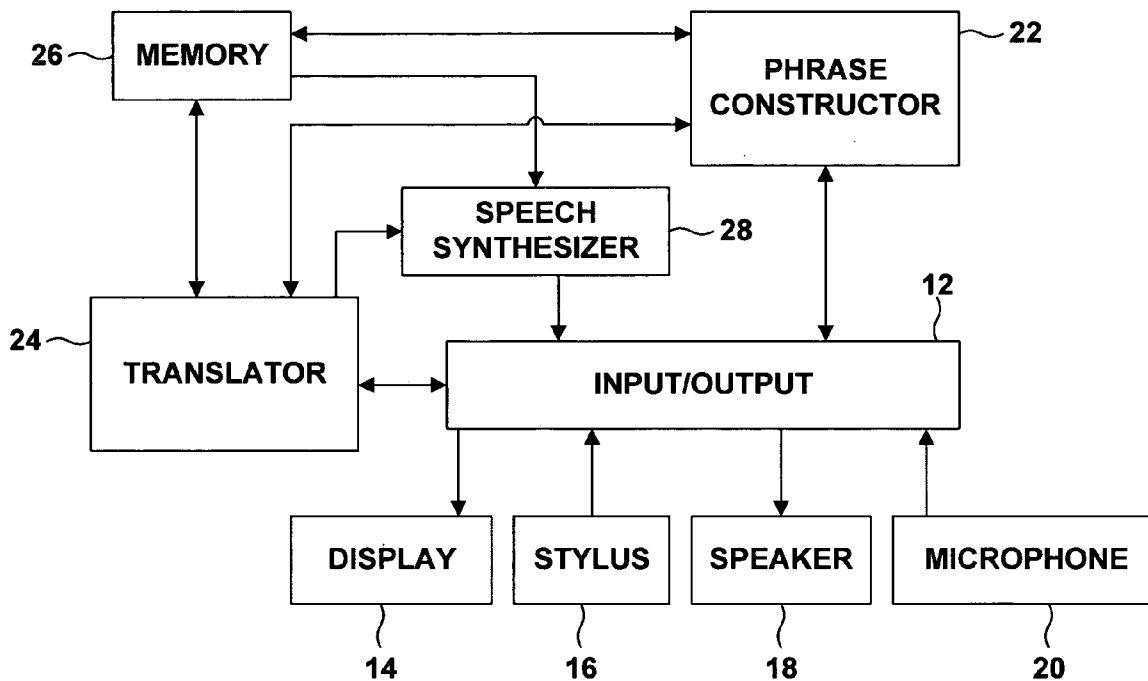 26
MEMORY
22
PHRASE
CONSTRUCTOR
SPEECH
SYNTHESIZER
28
12
24
TRANSLATOR
INPUT/OUTPUT
DISPLAY
STYLUS
SPEAKER
MICROPHONE
14
16
18
20